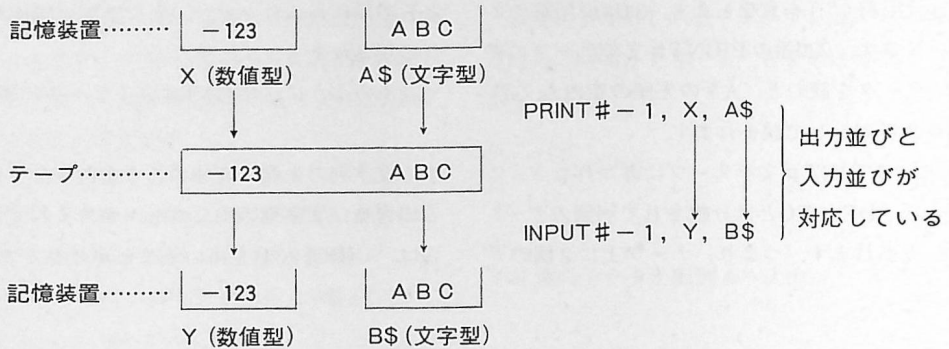 記憶装置……… －123 ＡＢＣ
X（数値型） A$（文字型）
PRINT＃－1，X，A$
テープ……… －123 ＡＢＣ
出力並びと
入力並びが
対応している
INPUT＃－1，Y，B$
記憶装置……… －123 ＡＢＣ
Y（数値型） B$（文字型）